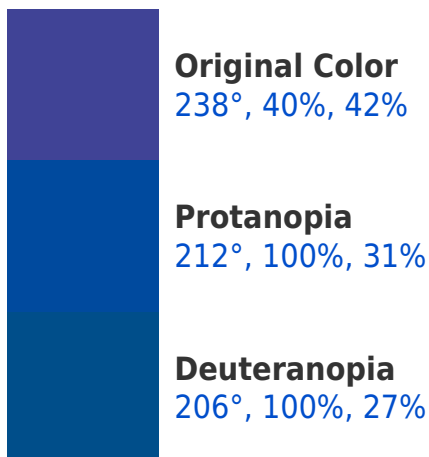 Original Color
238°, 40%, 42%
Protanopia
212°, 100%, 31%
Deuteranopia
206°, 100%, 27%